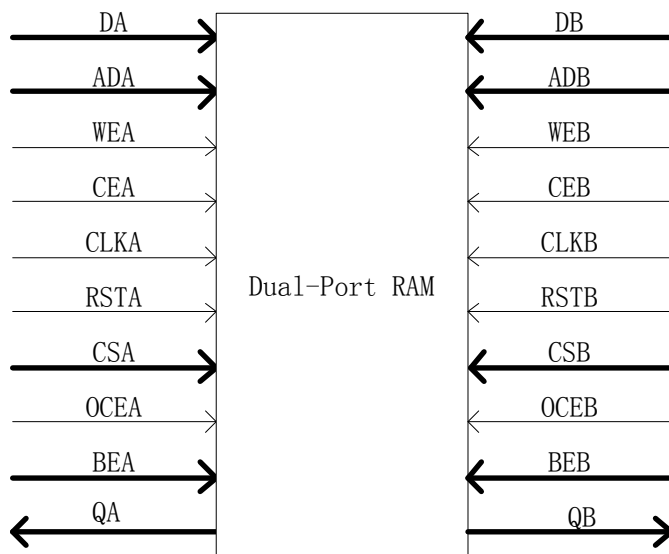 DA
DB
ADA
ADB
WEA
WEB
CEA
CEB
CLKA
CLKB
Dual-Port RAM
RSTA
RSTB
CSA
CSB
OCEA
OCEB
BEA
BEB
QA
QB